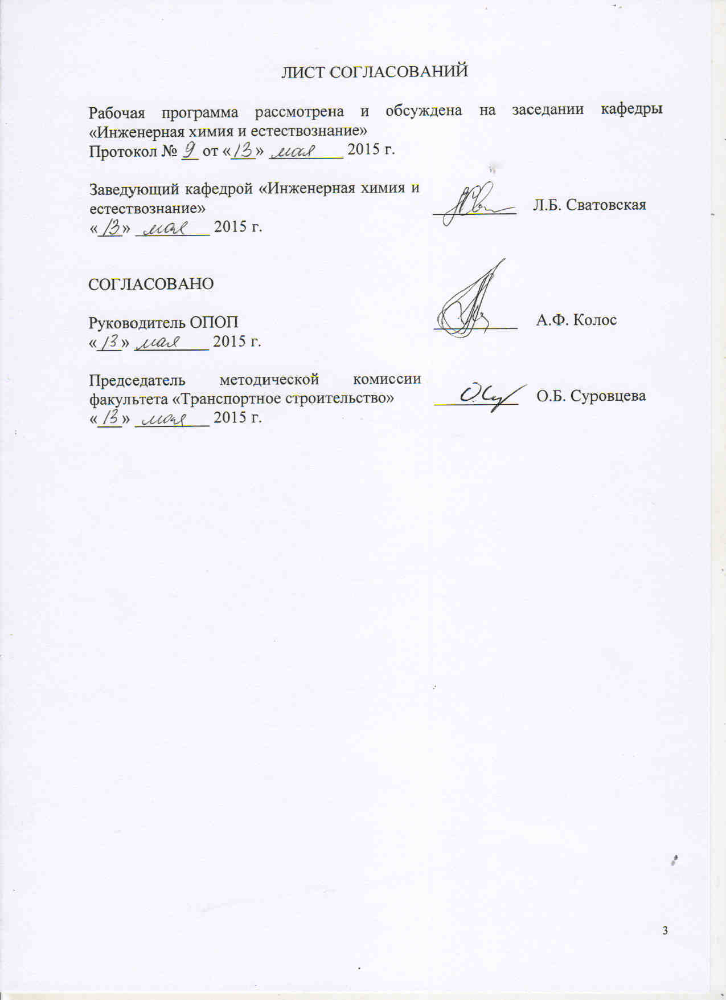 ЛИСТ СОГЛАСОВАНИЙ
Рабочая программа рассмотрена и обсуждена на заседании кафедры
«Инженерная химия и естествознание»
Протокол № 9 от «13» мая 2015 г.
Заведующий кафедрой «Инженерная химия и
естествознание» Л.Б. Сватовская
«13» мая 2015 г.
СОГЛАСОВАНО
Руководитель ОПОП А.Ф. Колос
«13» мая 2015 г.
Председатель методической комиссии
факультета «Транспортное строительство» О.Б. Суровцева
«13» мая 2015 г.
3